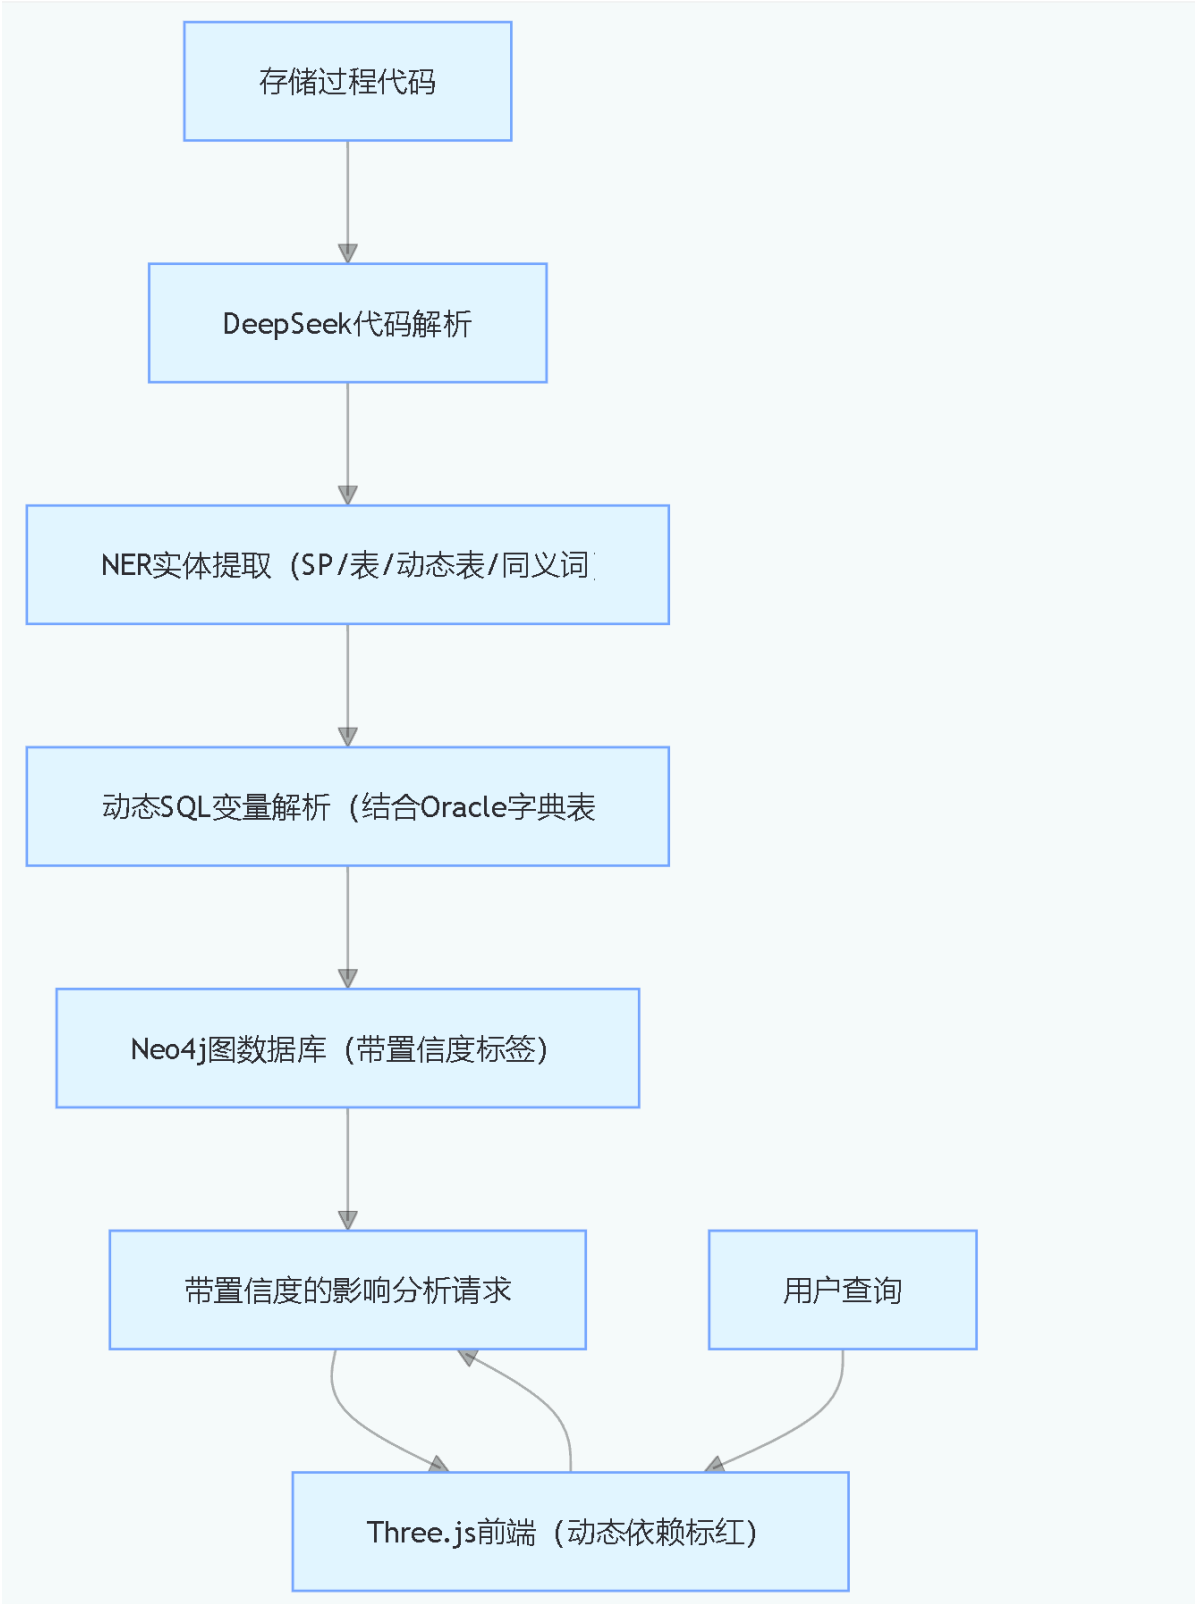 存储过程代码
DeepSeek代码解析
NER实体提取（SP/表/动态表/同义词）
动态SQL变量解析（结合Oracle字典表
Neo4j图数据库（带置信度标签）
带置信度的影响分析请求
用户查询
Three.js前端（动态依赖标红）